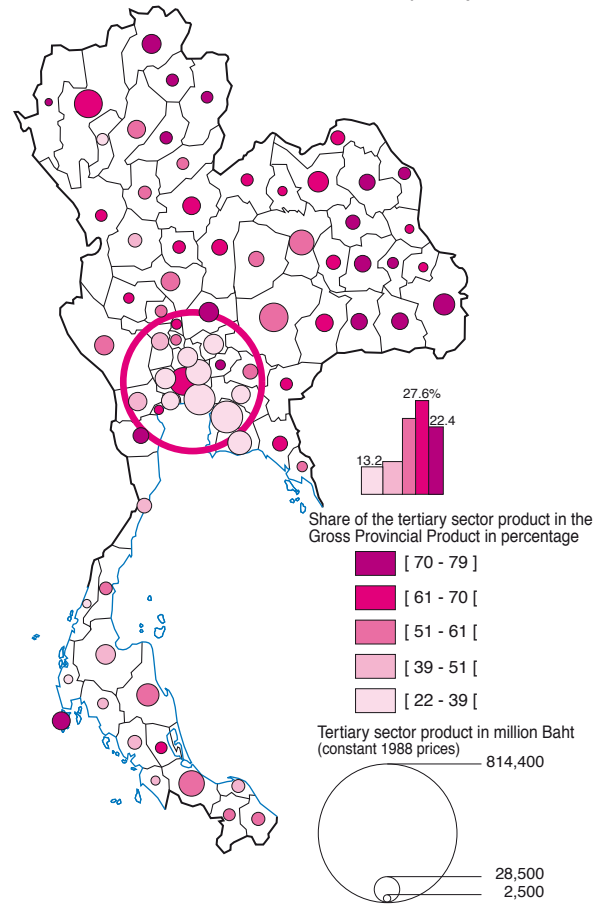 27.6%
22.4
13.2
Share of the tertiary sector product in the
Gross Provincial Product in percentage
[ 70 - 79 ]
[ 61 - 70 [
[ 51 - 61 [
[ 39 - 51 [
[ 22 - 39 [
Tertiary sector product in million Baht
(constant 1988 prices)
814,400
28,500
2,500